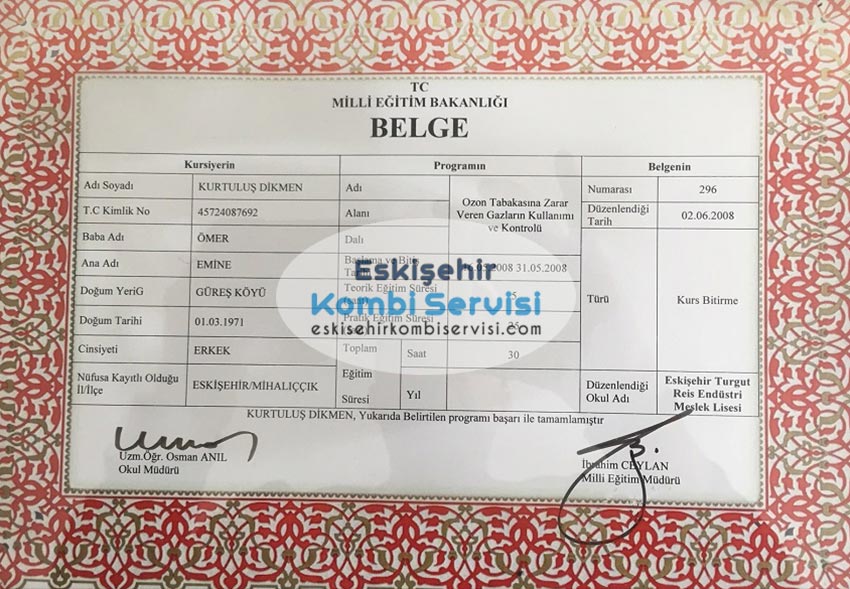 TC
MİLLİ EĞİTİM BAKANLIĞI
BELGE
Kursiyerin
Adı Soyadı KURTULUŞ DİKMEN
T.C Kimlik No 45724087692
Baba Adı ÖMER
Ana Adı EMİNE
Doğum YeriG GÜREŞ KÖYÜ
Doğum Tarihi 01.03.1971
Cinsiyeti ERKEK
Nüfusa Kayıtlı Olduğu
İl/İlçe
ESKİŞEHİR/MİHALIÇÇIK
Programın
Adı
Alanı
Dalı
Ozon Tabakasına Zarar
Veren Gazların Kullanımı
ve Kontrolü
Başlama ve Bitiş
.2008 31.05.2008
Teorik Eğitim Süresi
Pratik Eğitim Süresi
Toplam
Eğitim
Süresi
Saat 30
Yıl
Belgenin
Numarası 296
Düzenlendiği
Tarih
02.06.2008
Türü Kurs Bitirme
Düzenlendiği
Okul Adı
Eskişehir Turgut
Reis Endüstri
Meslek Lisesi
Eskişehir
Kombi Servisi
eskisehirkombiservisi.com
KURTULUŞ DİKMEN, Yukarıda Belirtilen programı başarı ile tamamlamıştır
Uzm.Öğr. Osman ANIL
Okul Müdürü
İbrahim CEYLAN
Milli Eğitim Müdürü